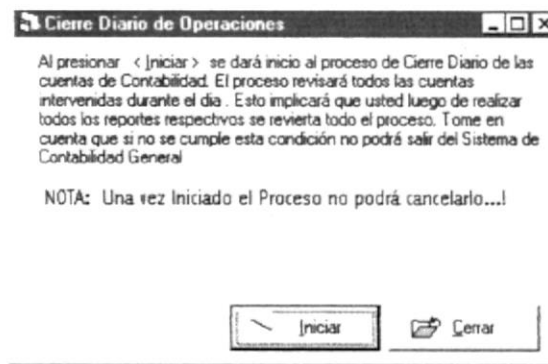 Cierre Diario de Operaciones
Al presionar < Iniciar > se dará inicio al proceso de Cierre Diario de las
cuentas de Contabilidad. El proceso revisará todos las cuentas
intervenidas durante el dia . Esto implicará que usted luego de realizar
todos los reportes respectivos se revierta todo el proceso. Tome en
cuenta que si no se cumple esta condición no podrá salir del Sistema de
Contabilidad General
NOTA: Una vez Iniciado el Proceso no podrá cancelarlo...!
Iniciar Cerrar